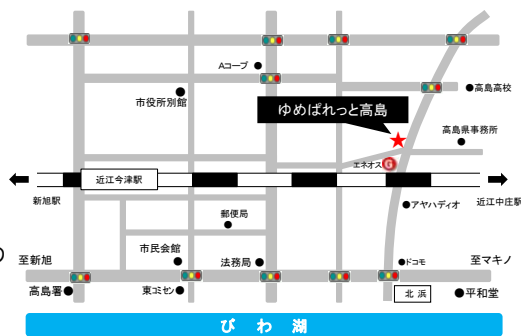 Aコープ
市役所別館
高島高校
ゆめぱれっと高島
高島県事務所
エネオス
G
近江今津駅
新旭駅
近江中庄駅
アヤハディオ
郵便局
市民会館
法務局
ドコモ
至新旭
至マキノ
高島署
東コミセン
北浜
平和堂
びわ湖